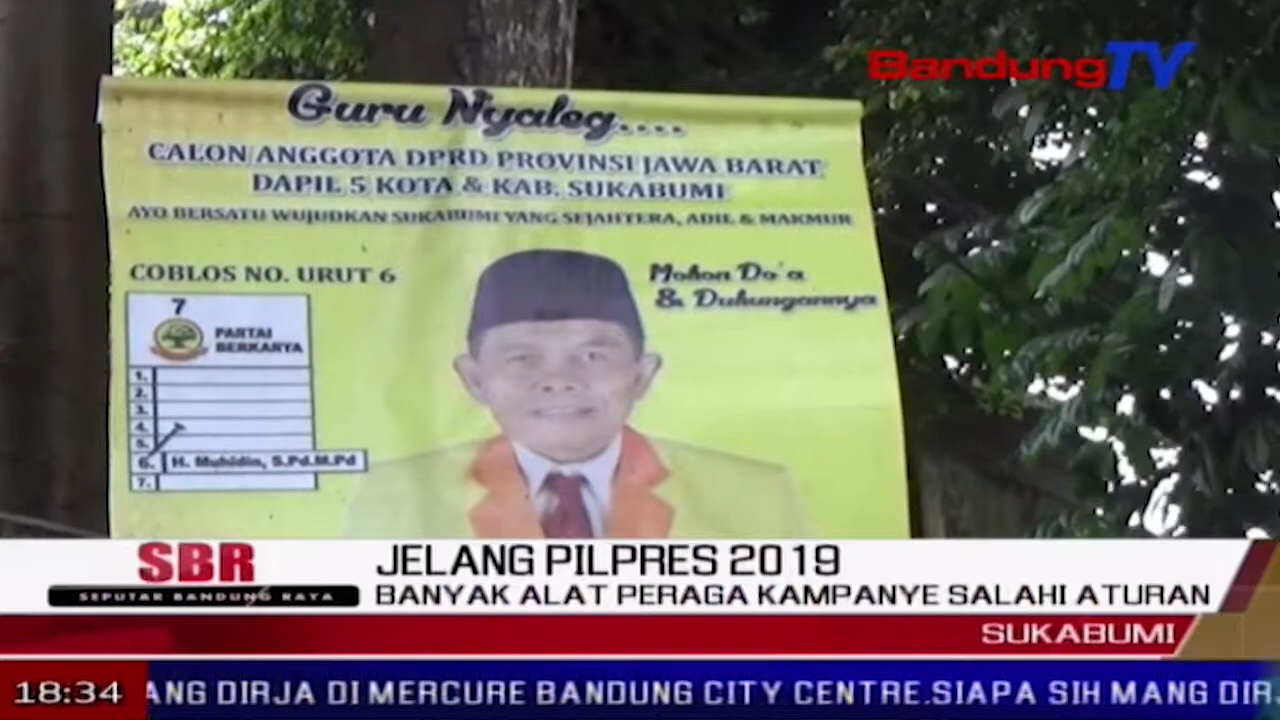 BandungTV
Guru Nyaleg....
CALON ANGGOTA DPRD PROVINSI JAWA BARAT
DAPIL 5 KOTA & KAB. SUKABUMI
AYO BERSATU WUJUDKAN SUKABUMI YANG SEJAHTERA, ADIL & MAKMUR
COBLOS NO. URUT 6
Mohon Do'a
& Dukungannya
7
PARTAI
BERKARYA
1.
2.
3.
4.
5.
6. H. Muhidin, S.Pd.M.Pd
7.
SBR
SEPUTAR BANDUNG RAYA
JELANG PILPRES 2019
BANYAK ALAT PERAGA KAMPANYE SALAHI ATURAN
SUKABUMI
18:34 ANG DIRJA DI MERCURE BANDUNG CITY CENTRE.SIAPA SIH MANG DIR